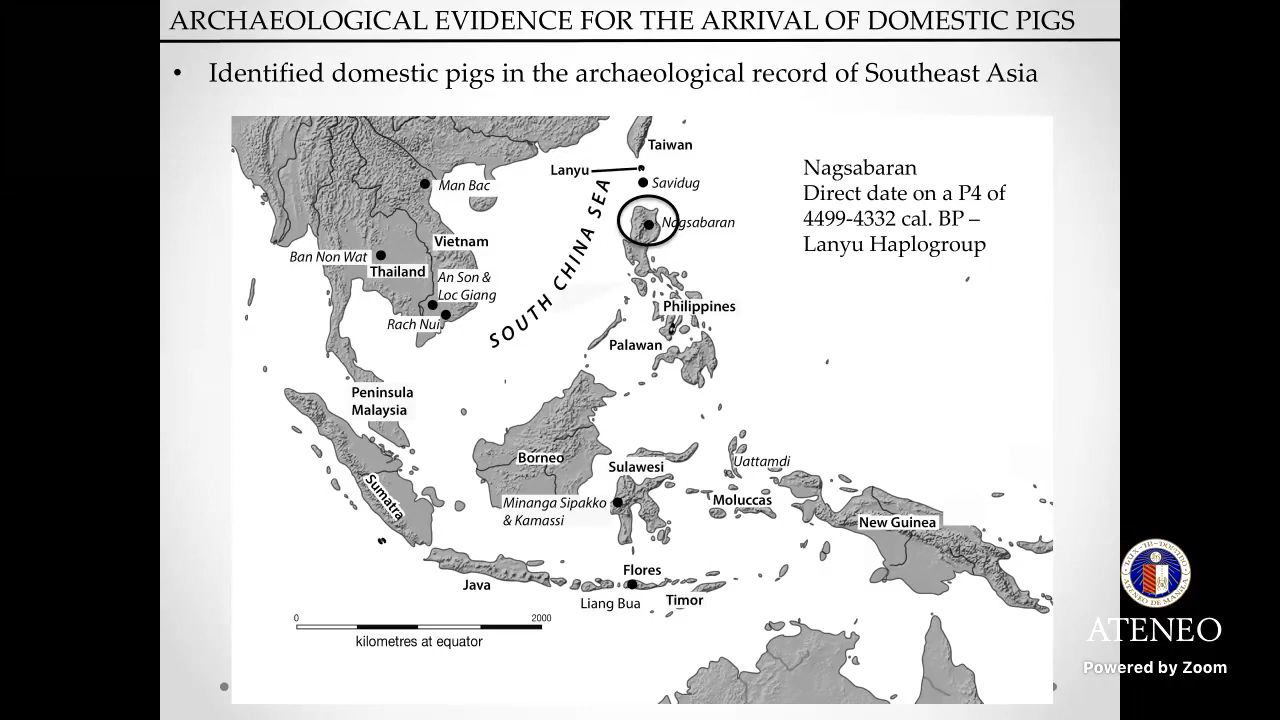 ARCHAEOLOGICAL EVIDENCE FOR THE ARRIVAL OF DOMESTIC PIGS
• Identified domestic pigs in the archaeological record of Southeast Asia
Taiwan
Lanyu
Savidug
Man Bac
Nagsabaran
Nagsabaran
Direct date on a P4 of
4499-4332 cal. BP –
Lanyu Haplogroup
Vietnam
Ban Non Wat
Thailand
An Son &
Loc Giang
Rach Nui
SOUTH CHINA SEA
Philippines
Palawan
Peninsula
Malaysia
Borneo
Sulawesi
Uattamdi
Sumatra
Minanga Sipakko
& Kamassi
Moluccas
New Guinea
Java
Flores
Liang Bua
Timor
0 2000
kilometres at equator
ATENEO
Powered by Zoom